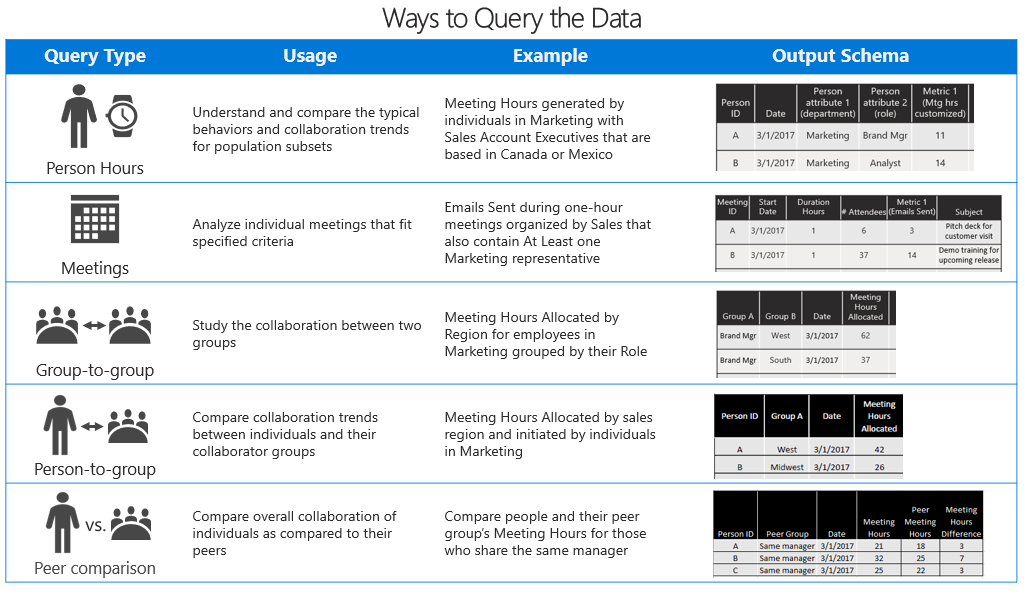 Ways to Query the Data
Query Type Usage Example Output Schema
Person Hours
Understand and compare the typical
behaviors and collaboration trends
for population subsets
Meeting Hours generated by
individuals in Marketing with
Sales Account Executives that are
based in Canada or Mexico
Person ID Date Person attribute 1 (department) Person attribute 2 (role) Metric 1 (Mtg hrs customized)
A 3/1/2017 Marketing Brand Mgr 11
B 3/1/2017 Marketing Analyst 14
Meetings
Analyze individual meetings that fit
specified criteria
Emails Sent during one-hour
meetings organized by Sales that
also contain At Least one
Marketing representative
Meeting ID Start Date Duration Hours # Attendees Metric 1 (Emails Sent) Subject
A 3/1/2017 1 6 3 Pitch deck for customer visit
B 3/1/2017 1 37 14 Demo training for upcoming release
Group-to-group
Study the collaboration between two
groups
Meeting Hours Allocated by
Region for employees in
Marketing grouped by their Role
Group A Group B Date Meeting Hours Allocated
Brand Mgr West 3/1/2017 62
Brand Mgr South 3/1/2017 37
Person-to-group
Compare collaboration trends
between individuals and their
collaborator groups
Meeting Hours Allocated by sales
region and initiated by individuals
in Marketing
Person ID Group A Date Meeting Hours Allocated
A West 3/1/2017 42
B Midwest 3/1/2017 26
vs.
Peer comparison
Compare overall collaboration of
individuals as compared to their
peers
Compare people and their peer
group's Meeting Hours for those
who share the same manager
Person ID Peer Group Date Meeting Hours Peer Meeting Hours Meeting Hours Difference
A Same manager 3/1/2017 21 18 3
B Same manager 3/1/2017 32 25 7
C Same manager 3/1/2017 25 22 3